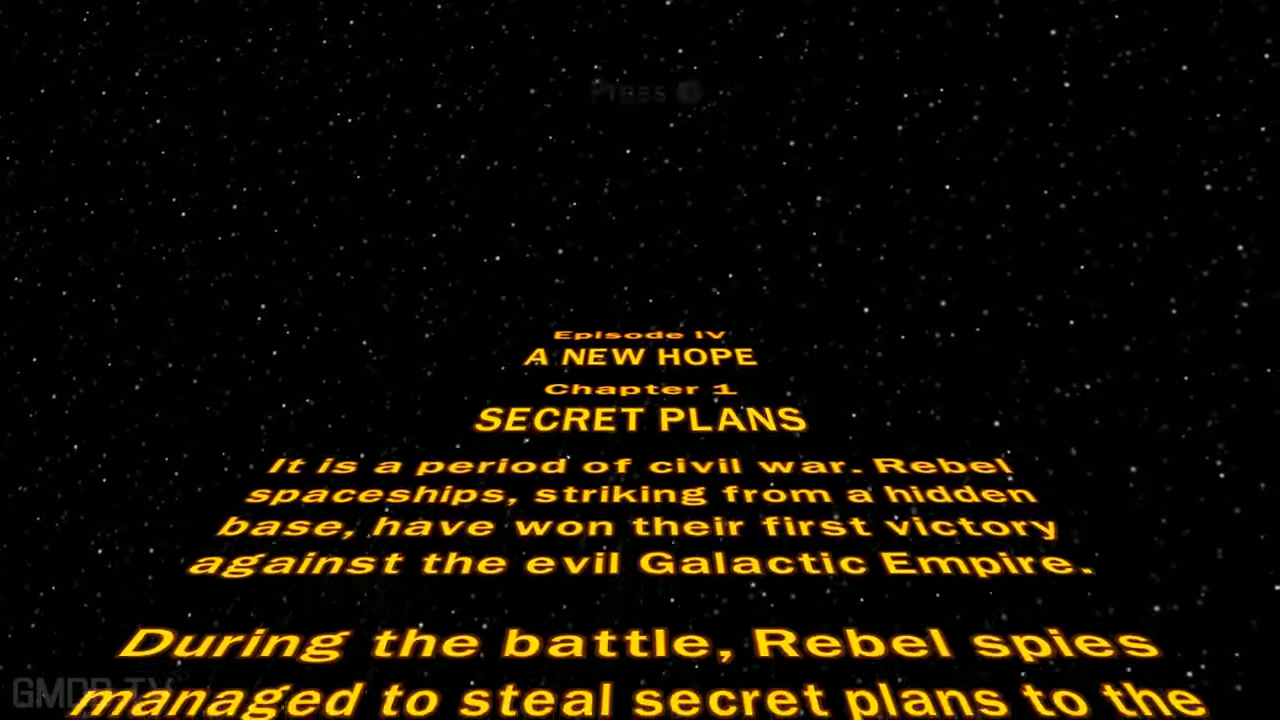 Press
Episode IV
A NEW HOPE
Chapter 1
SECRET PLANS
It is a period of civil war. Rebel
spaceships, striking from a hidden
base, have won their first victory
against the evil Galactic Empire.
During the battle, Rebel spies
managed to steal secret plans to the